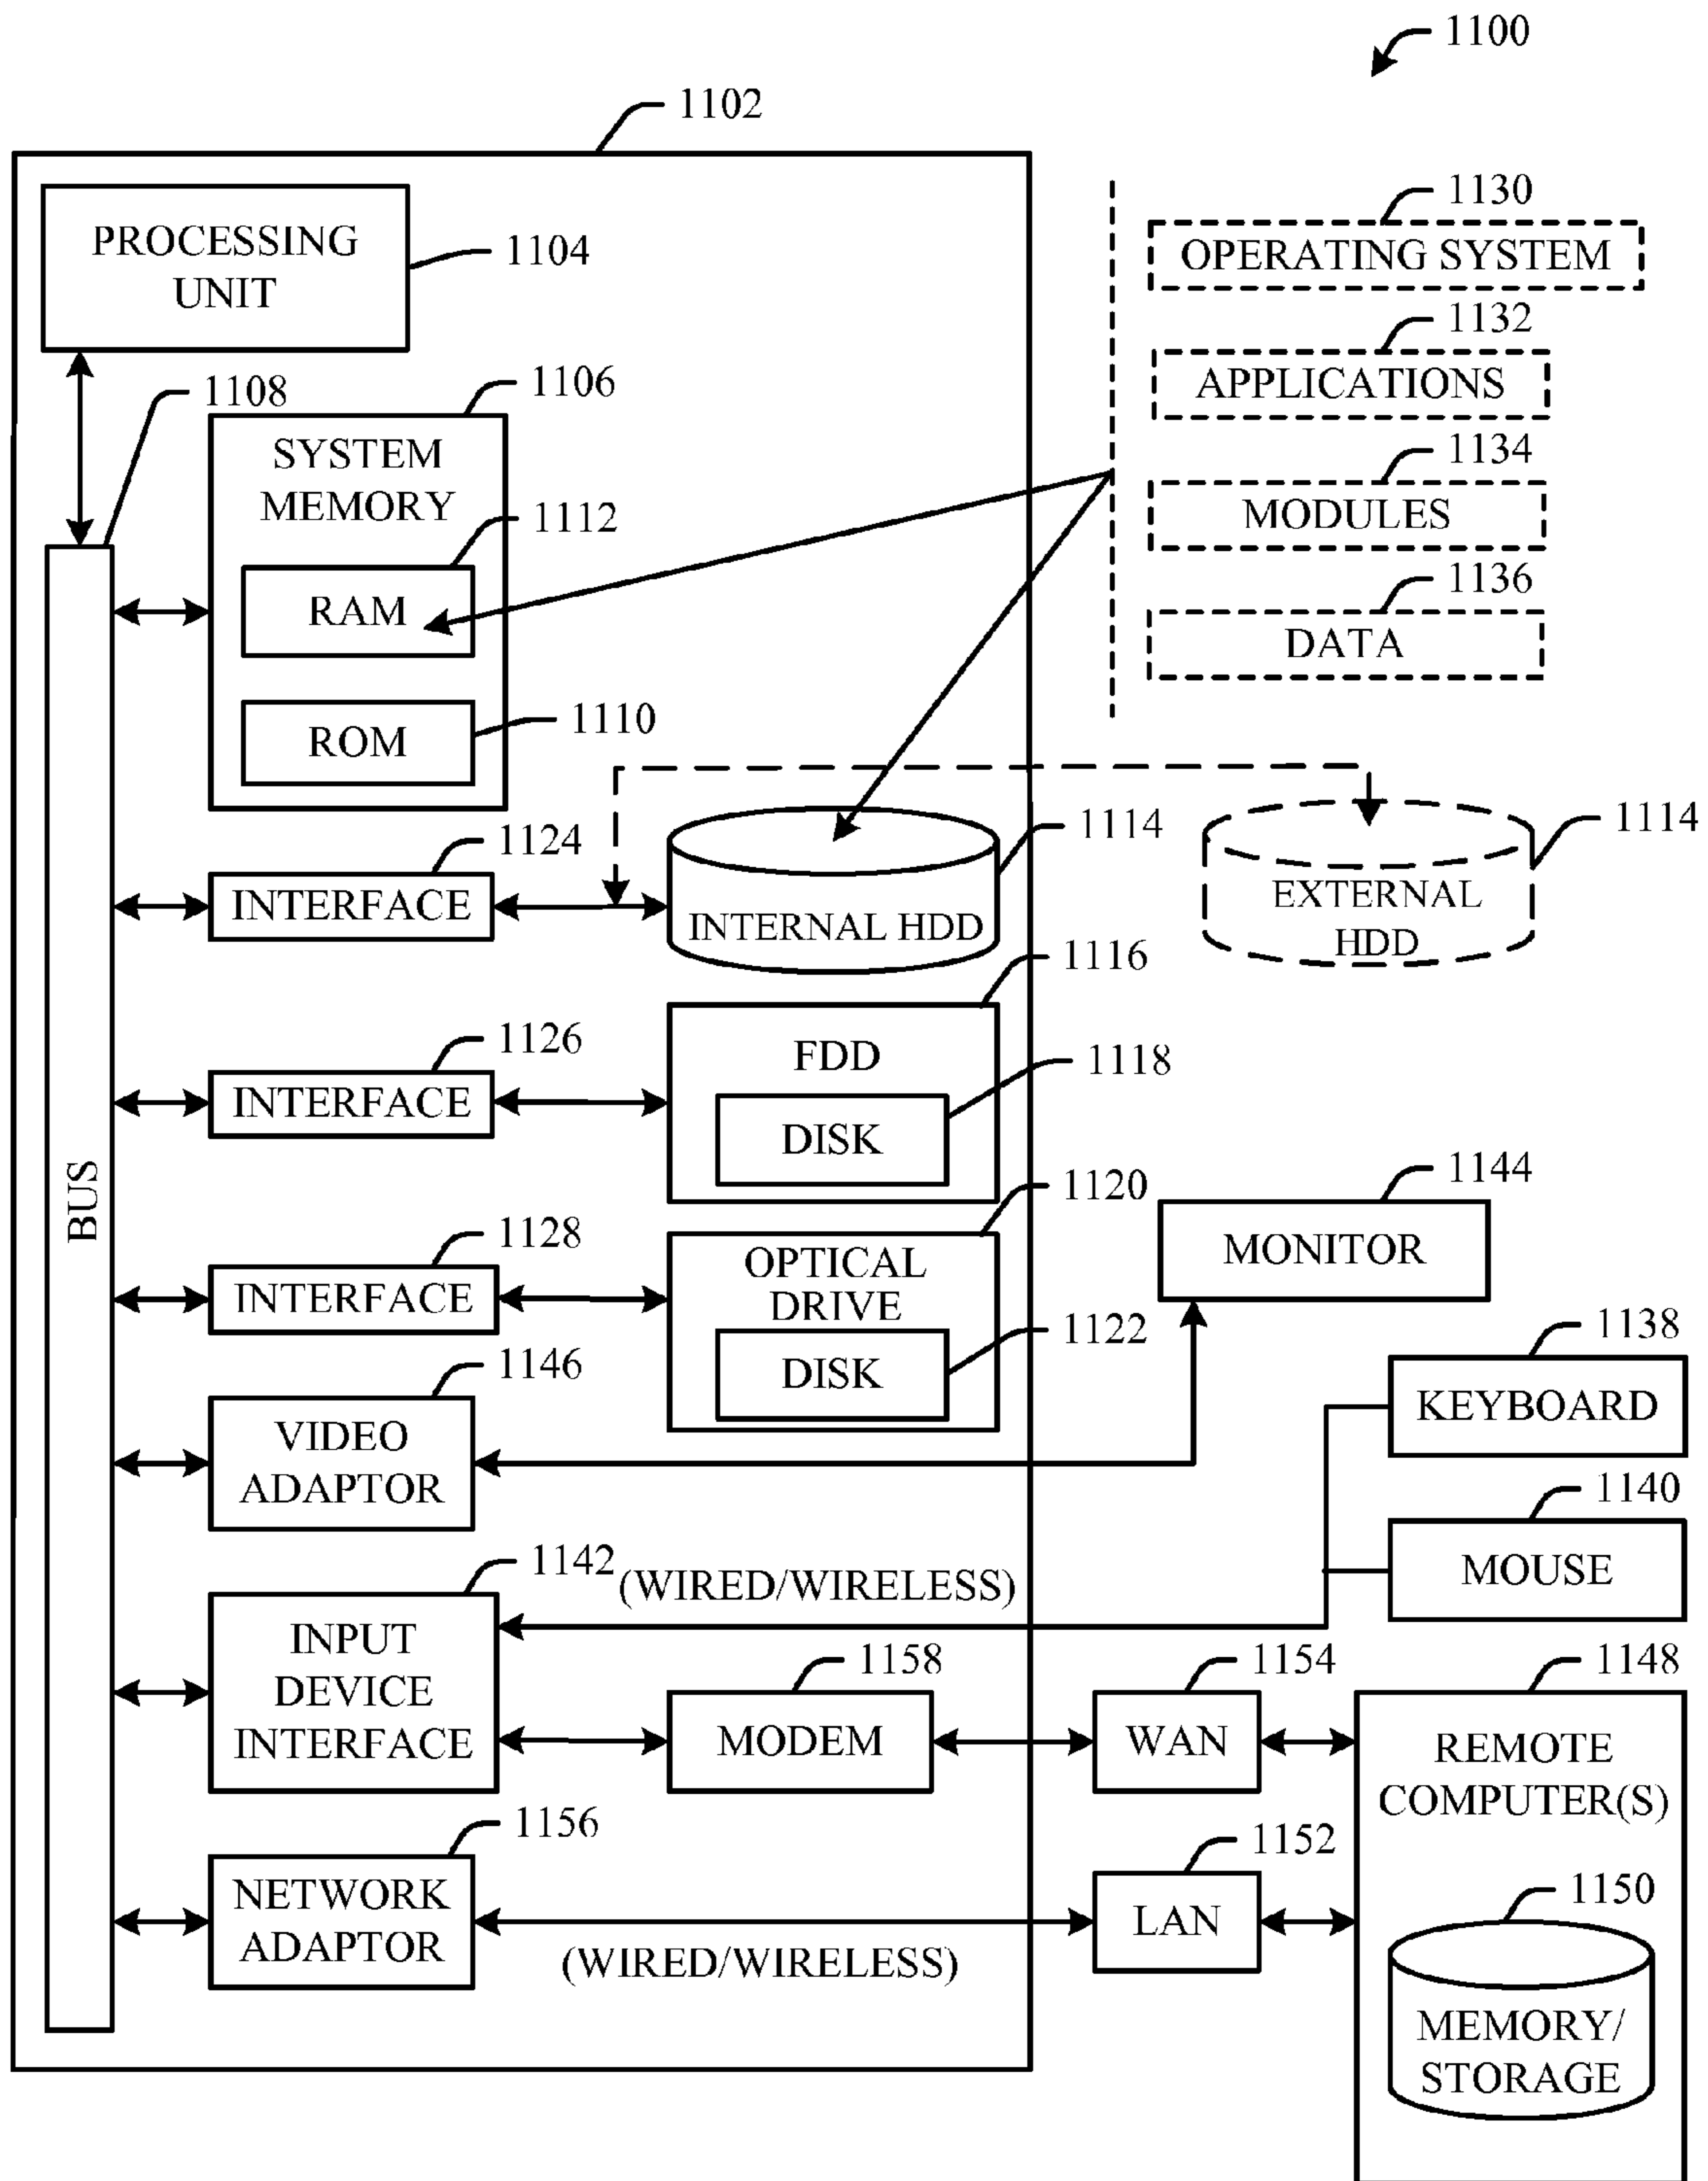 1100
1102
PROCESSING
UNIT
1104
1130
OPERATING SYSTEM
1132
APPLICATIONS
1134
MODULES
1136
DATA
1108
1106
SYSTEM
MEMORY
1112
RAM
1110
ROM
BUS
1124
INTERFACE
1114
INTERNAL HDD
1114
EXTERNAL
HDD
1126
INTERFACE
1116
FDD
1118
DISK
1128
INTERFACE
1120
OPTICAL
DRIVE
1122
DISK
1144
MONITOR
1146
VIDEO
ADAPTOR
1138
KEYBOARD
1140
MOUSE
1142
(WIRED/WIRELESS)
INPUT
DEVICE
INTERFACE
1158
MODEM
1154
WAN
1148
REMOTE
COMPUTER(S)
1156
NETWORK
ADAPTOR
(WIRED/WIRELESS)
1152
LAN
1150
MEMORY/
STORAGE